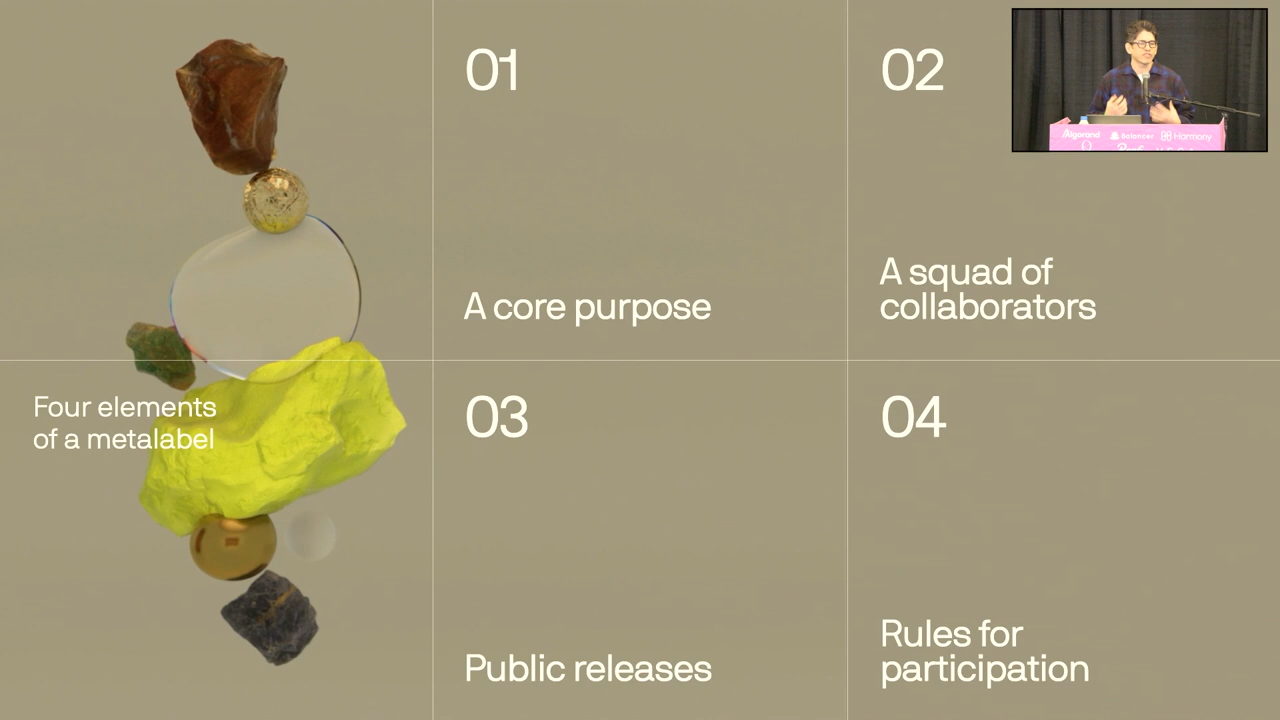 Four elements
of a metalabel
01
A core purpose
02
A squad of
collaborators
03
Public releases
04
Rules for
participation
Algorand
Balancer
Harmony